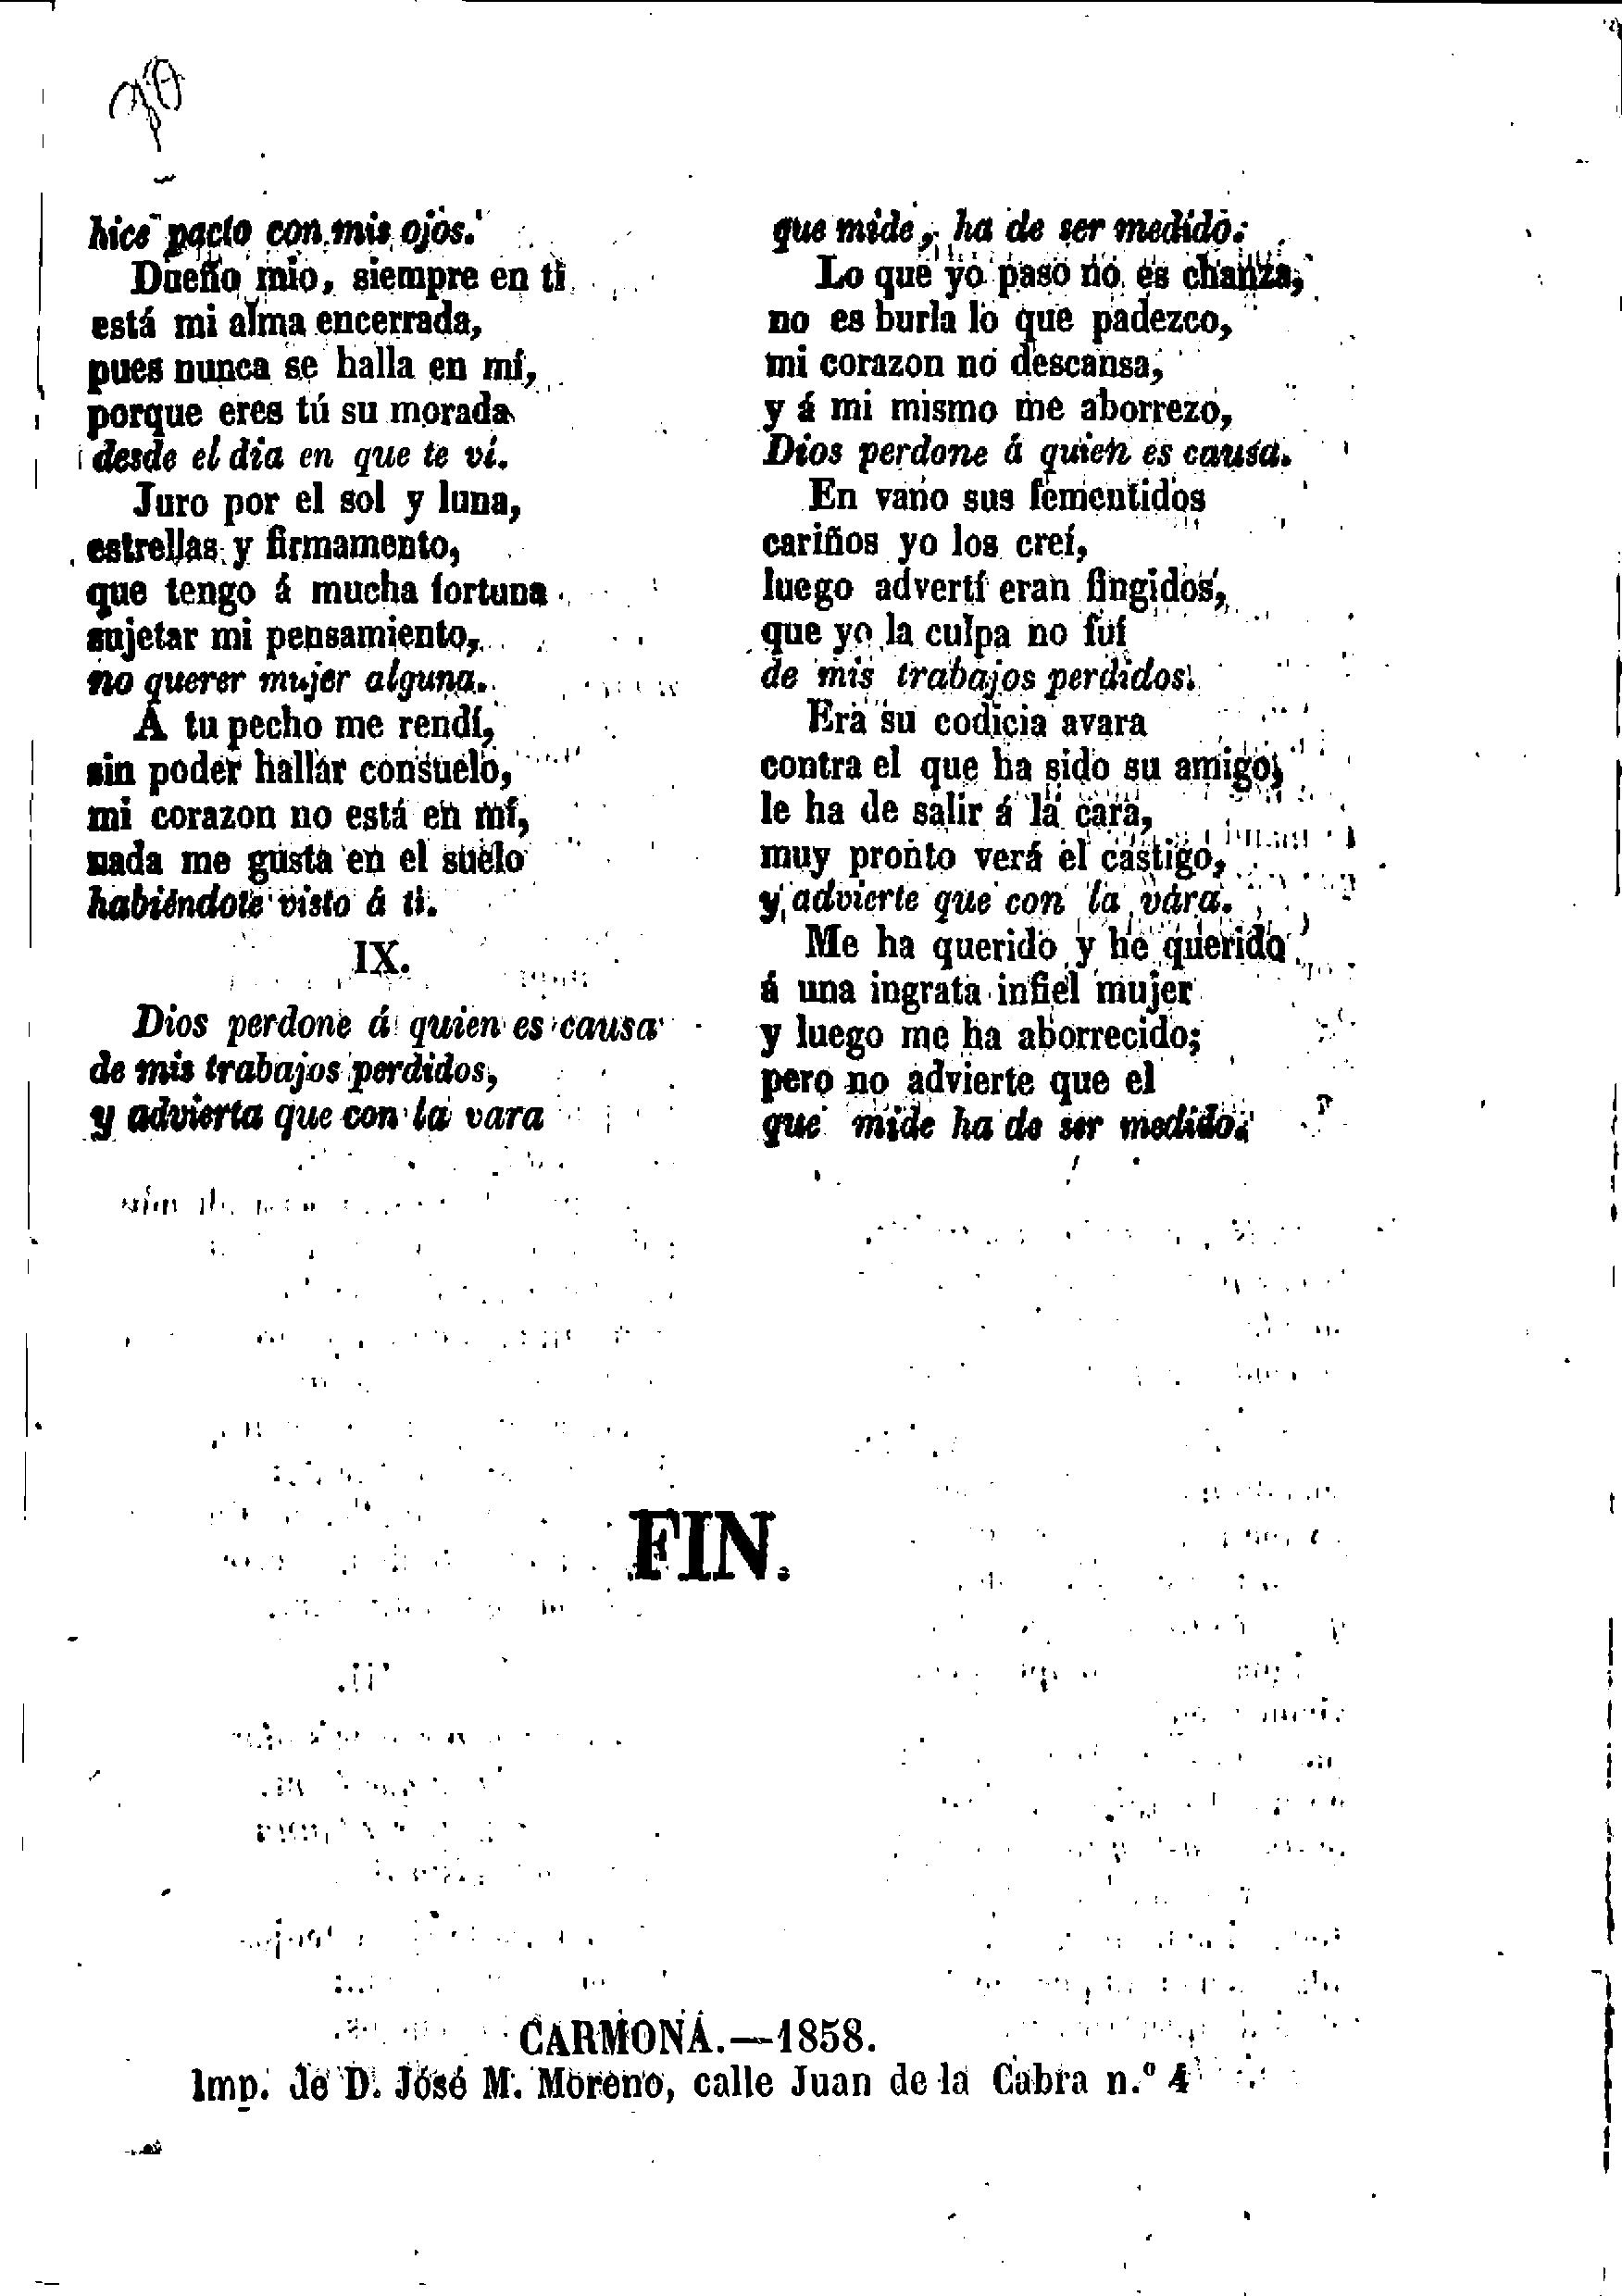 hice pacto con mis ojos.
Dueño mio, siempre en ti
está mi alma encerrada,
pues nunca se halla en mí,
porque eres tú su morada
desde el dia en que te ví.
Juro por el sol y luna,
estrellas y firmamento,
que tengo á mucha fortuna
sujetar mi pensamiento,
no querer mujer alguna.
A tu pecho me rendí,
sin poder hallar consuelo,
mi corazon no está en mí,
nada me gusta en el suelo
habiéndote visto á ti.
IX.
Dios perdone á quien es causa
de mis trabajos perdidos,
y advierta que con la vara
que mide, ha de ser medido.
Lo que yo paso no es chanza,
no es burla lo que padezco,
mi corazon no descansa,
y á mi mismo me aborrezo,
Dios perdone á quien es causa.
En vano sus fementidos
cariños yo los creí,
luego advertí eran fingidos,
que yo la culpa no fuí
de mis trabajos perdidos.
Era su codicia avara
contra el que ha sido su amigo,
le ha de salir á la cara,
muy pronto verá el castigo,
y advierte que con la vara.
Me ha querido y he querido
á una ingrata infiel mujer
y luego me ha aborrecido;
pero no advierte que el
que mide ha de ser medido.
FIN.
CARMONA.—1858.
Imp. de D. José M. Moreno, calle Juan de la Cabra n.º 4